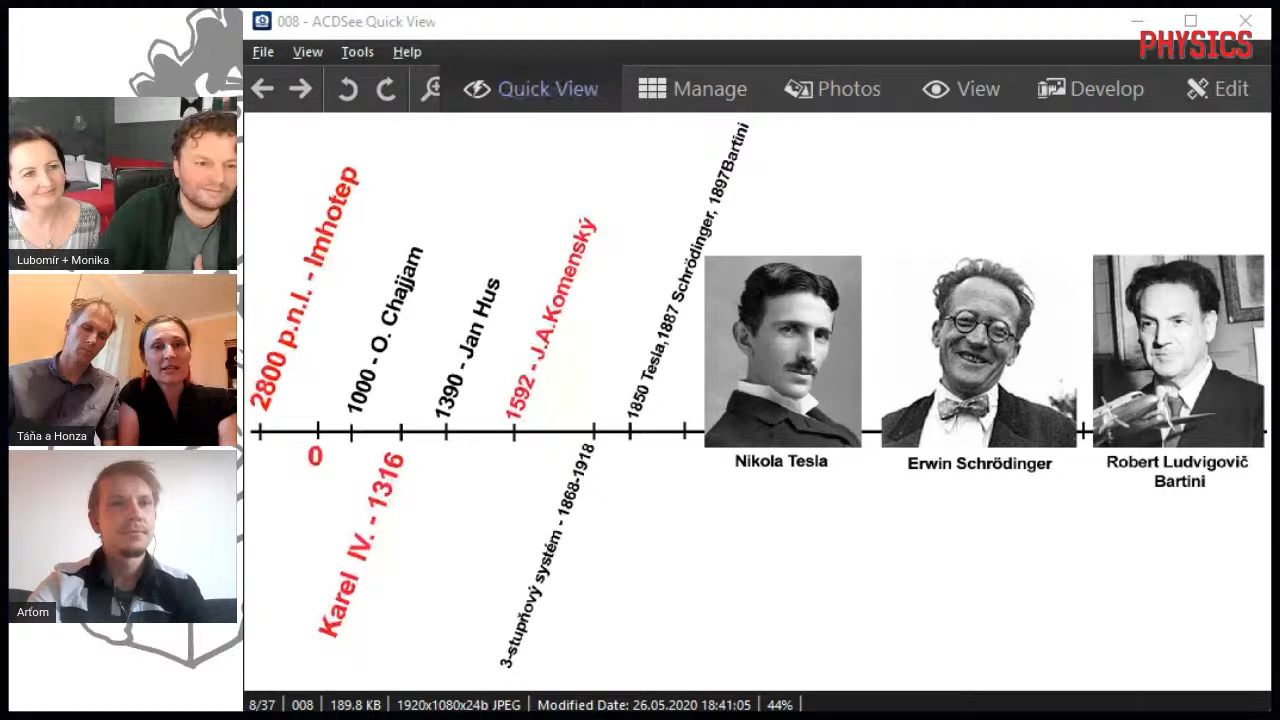 008 - ACDSee Quick View
PHYSICS
File View Tools Help
Quick View Manage Photos View Develop Edit
2800 p.n.l. - Imhotep
1000 - O. Chajjam
1390 - Jan Hus
1592 - J.A.Komenský
1850 Tesla,1887 Schrödinger, 1897Bartini
0
Karel IV. - 1316
3-stupňový systém - 1868-1918
Nikola Tesla
Erwin Schrödinger
Robert Ludvigovič
Bartini
Lubomír + Monika
Táňa a Honza
Arťom
8/37 008 189.8 KB 1920x1080x24b JPEG Modified Date: 26.05.2020 18:41:05 44%